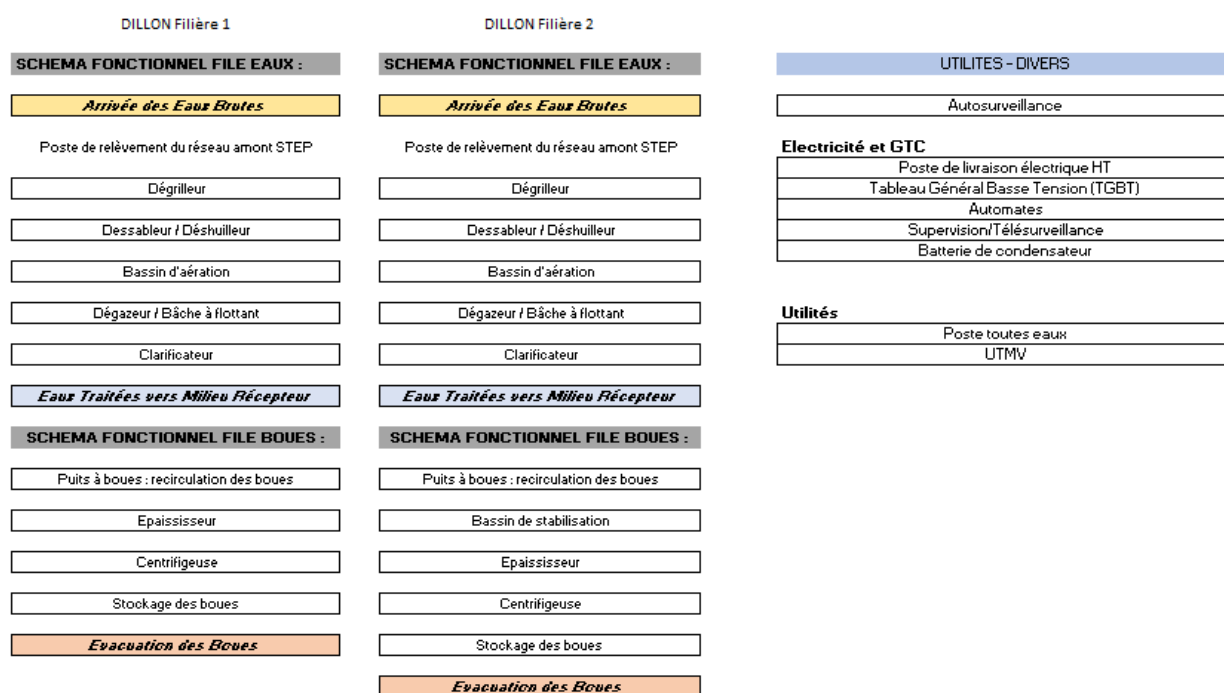 DILLON Filière 1
SCHEMA FONCTIONNEL FILE EAUX :
Arrivée des Eaux Brutes
Poste de relèvement du réseau amont STEP
Dégrilleur
Dessableur / Déshuilleur
Bassin d'aération
Dégazeur / Bâche à flottant
Clarificateur
Eaux Traitées vers Milieu Récepteur
SCHEMA FONCTIONNEL FILE BOUES :
Puits à boues : recirculation des boues
Epaississeur
Centrifigeuse
Stockage des boues
Evacuation des Boues
DILLON Filière 2
SCHEMA FONCTIONNEL FILE EAUX :
Arrivée des Eaux Brutes
Poste de relèvement du réseau amont STEP
Dégrilleur
Dessableur / Déshuilleur
Bassin d'aération
Dégazeur / Bâche à flottant
Clarificateur
Eaux Traitées vers Milieu Récepteur
SCHEMA FONCTIONNEL FILE BOUES :
Puits à boues : recirculation des boues
Bassin de stabilisation
Epaississeur
Centrifigeuse
Stockage des boues
Evacuation des Boues
UTILITES - DIVERS
Autosurveillance
Electricité et GTC
Poste de livraison électrique HT
Tableau Général Basse Tension (TGBT)
Automates
Supervision/Télésurveillance
Batterie de condensateur
Utilités
Poste toutes eaux
UTMV